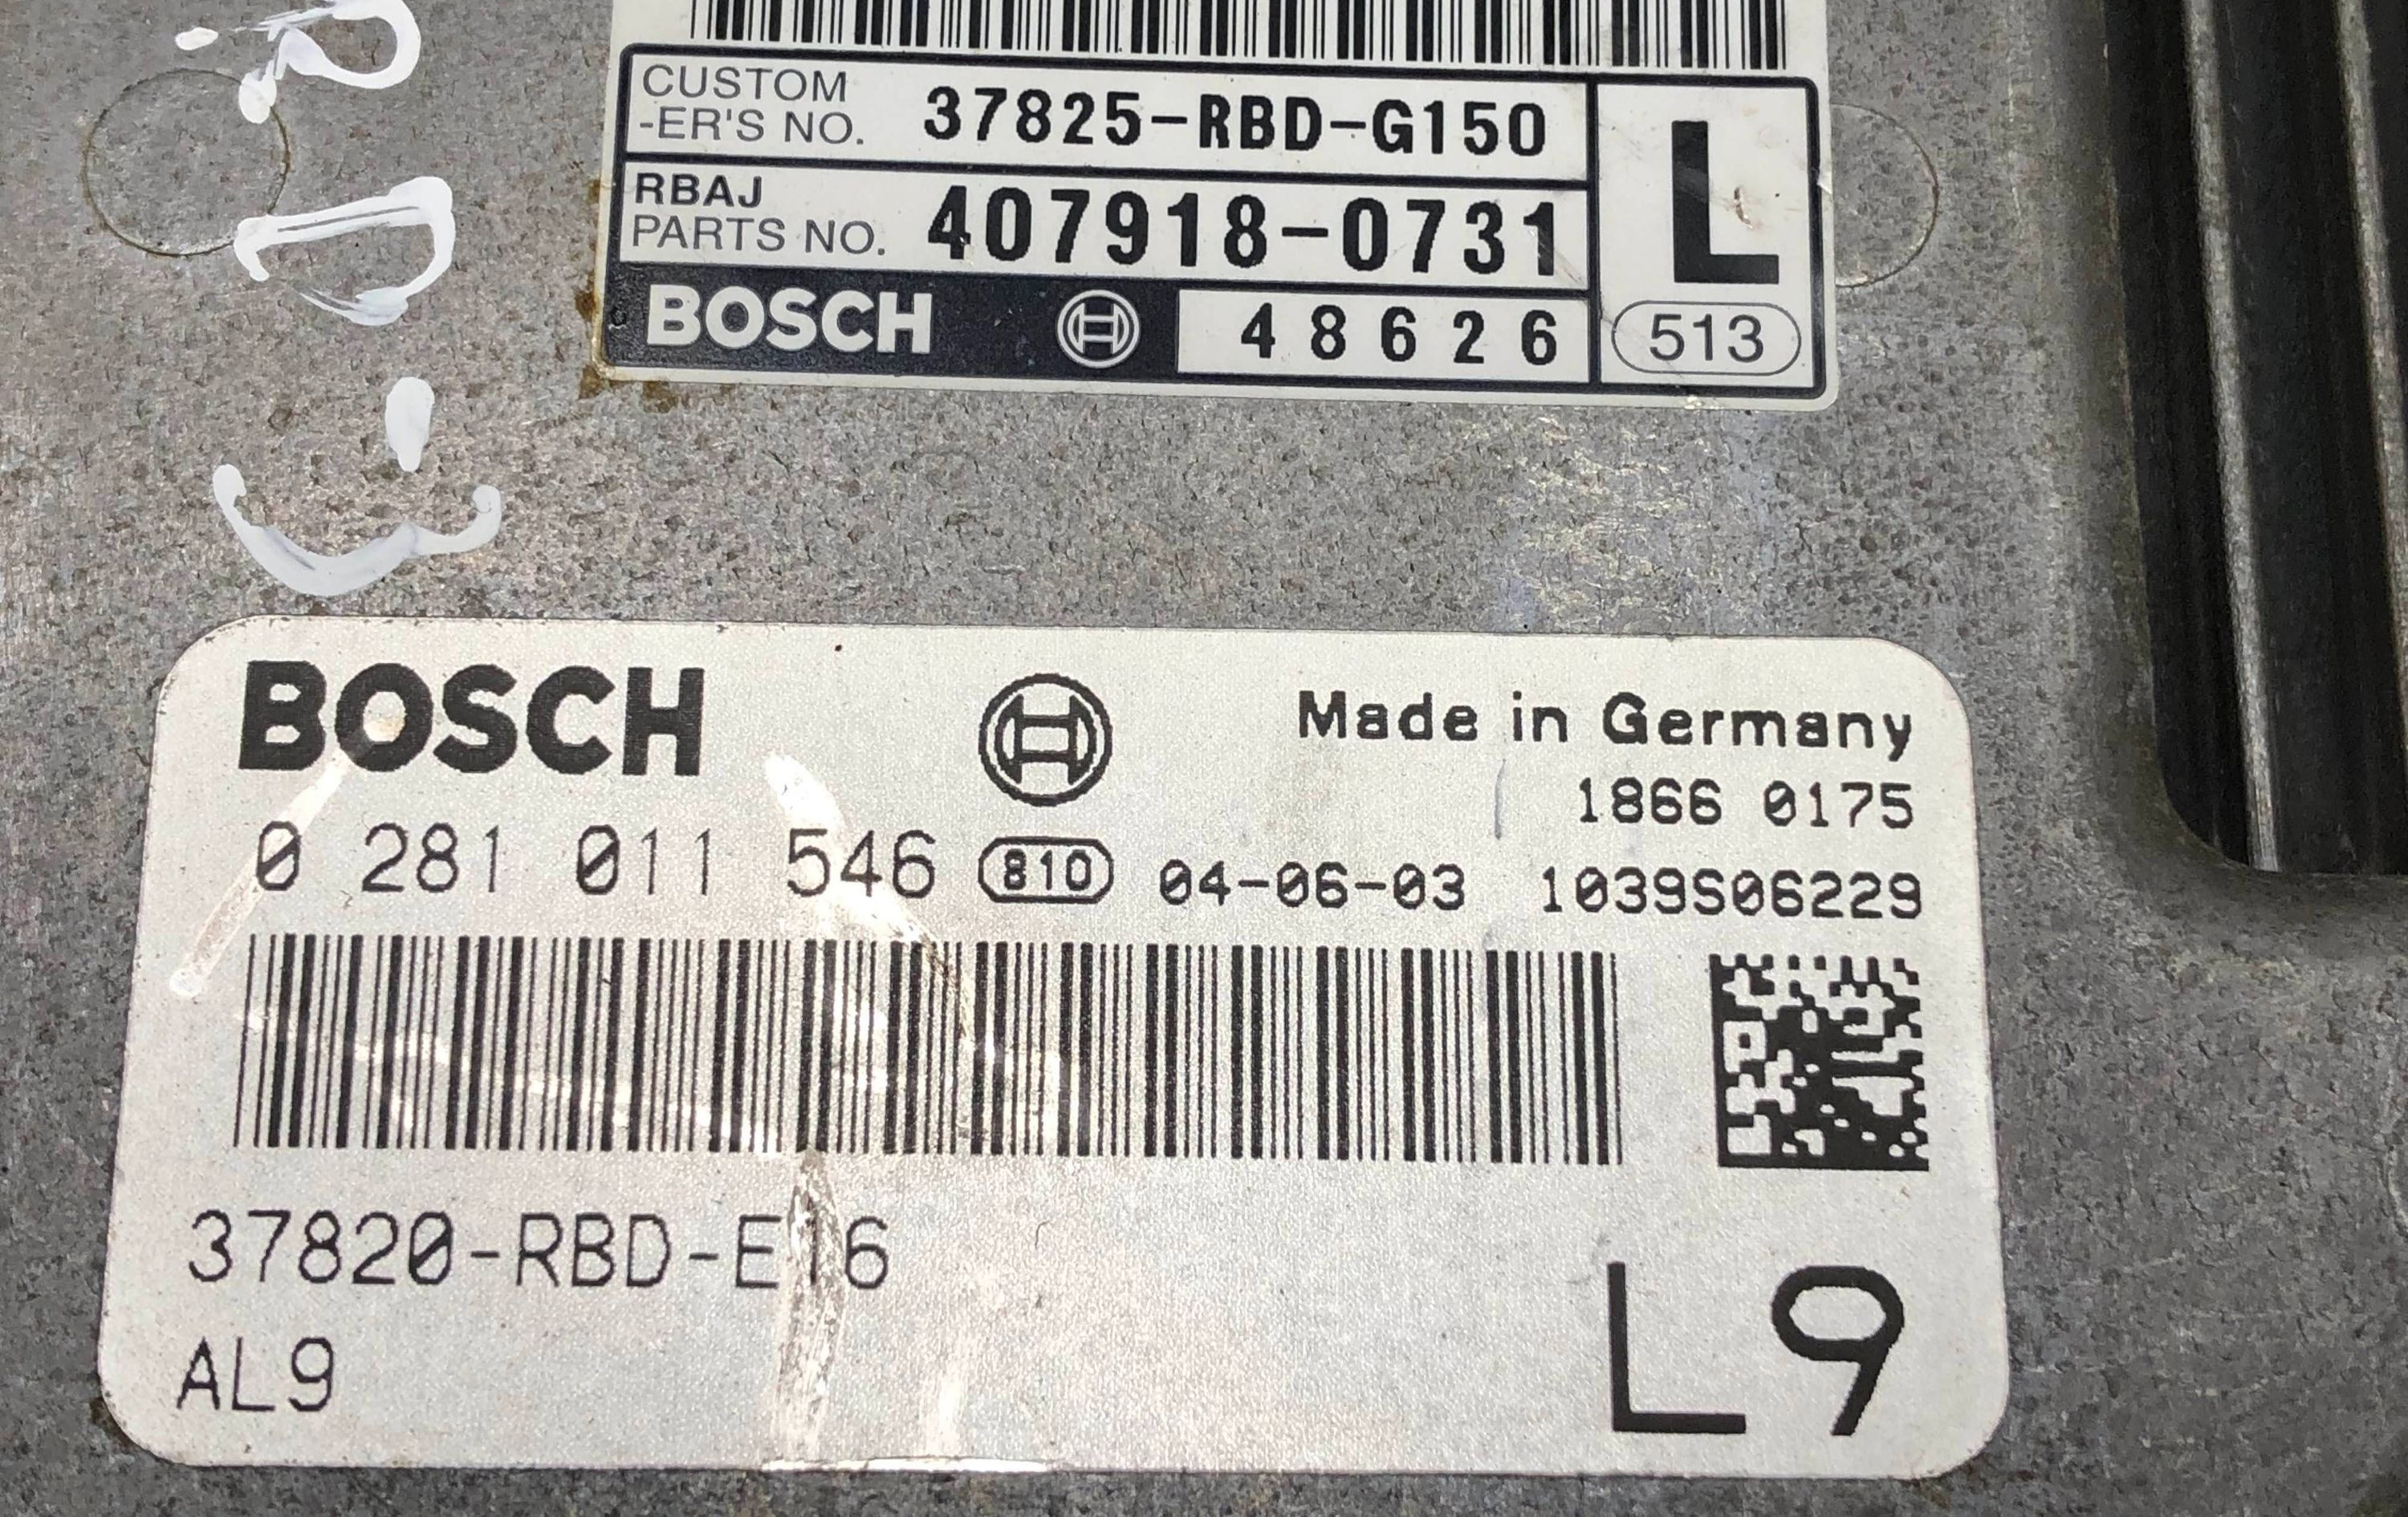 CUSTOM
-ER'S NO. 37825-RBD-G150
L
RBAJ
PARTS NO. 407918-0731
BOSCH 48626
513
BOSCH
Made in Germany
1866 0175
0 281 011 546 810 04-06-03 1039S06229
37820-RBD-E16
AL9
L9